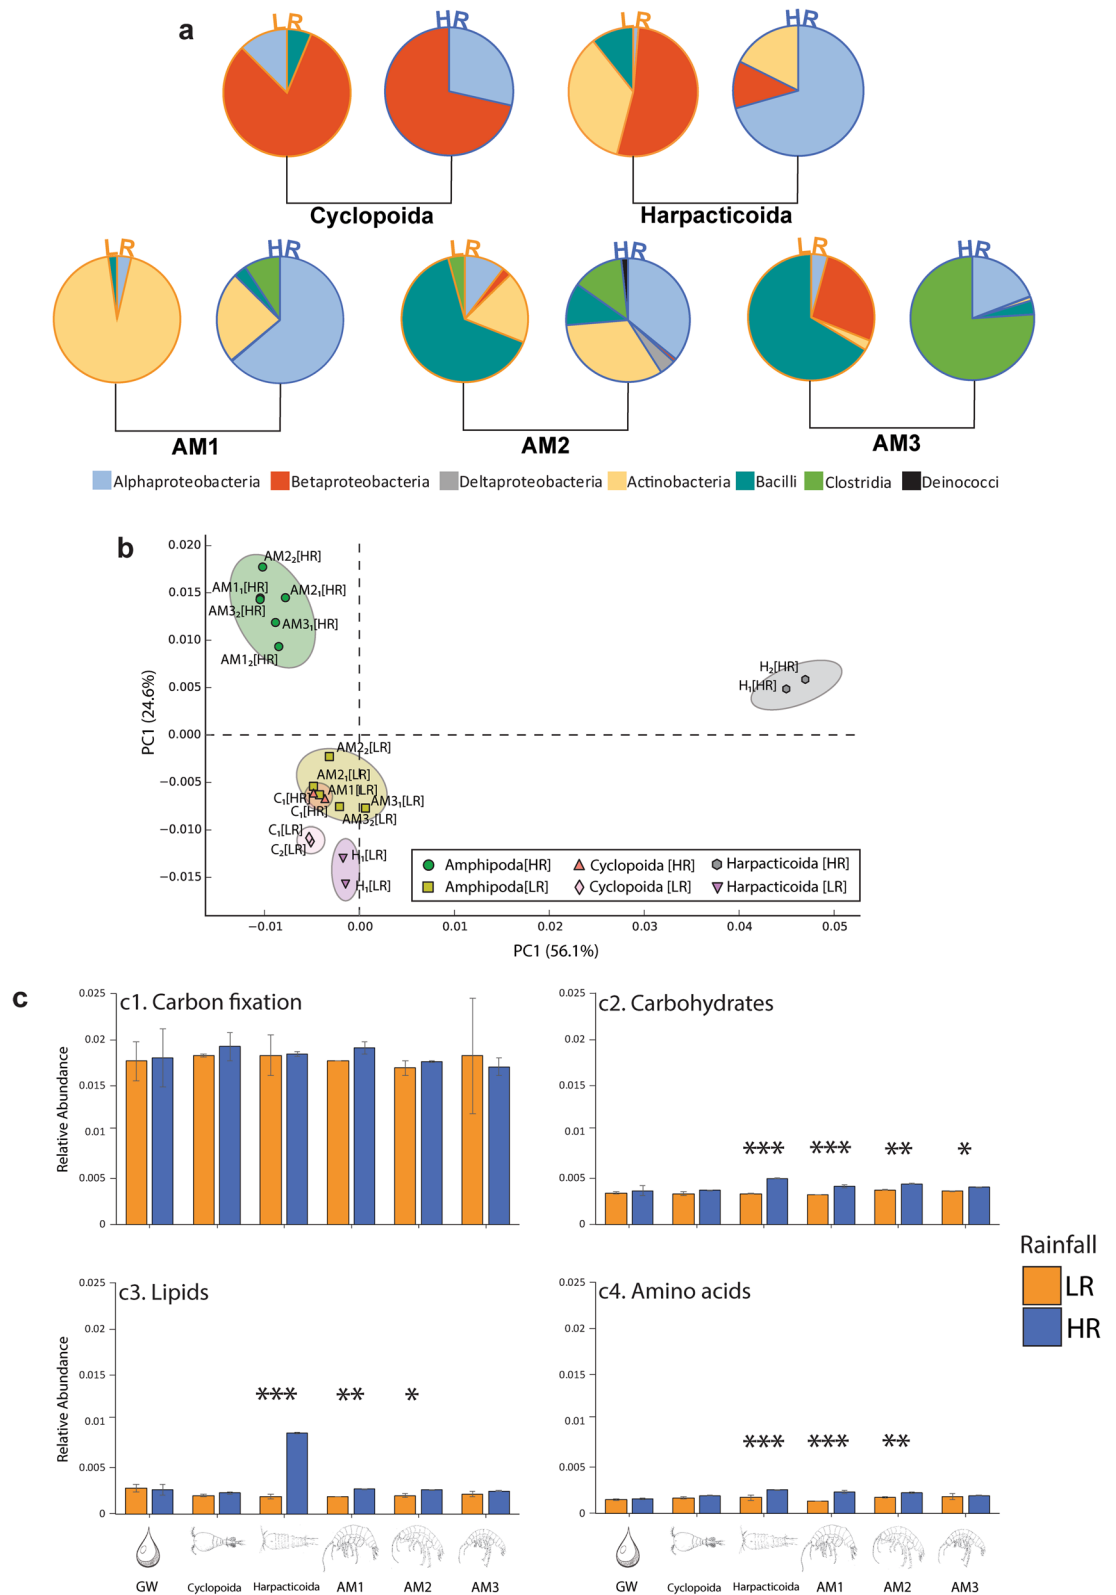 a
LR HR LR HR
Cyclopoida Harpacticoida
LR HR LR HR LR HR
AM1 AM2 AM3
Alphaproteobacteria Betaproteobacteria Deltaproteobacteria Actinobacteria Bacilli Clostridia Deinococci
b
PC1 (24.6%)
0.020
0.015
0.010
0.005
0.000
−0.005
−0.010
−0.015
AM2₂[HR]
AM1₁[HR]
AM2₁[HR]
AM3₂[HR]
AM3₁[HR]
AM1₂[HR]
H₂[HR]
H₁[HR]
AM2₂[LR]
AM2₁[LR]
AM1[LR]
C₁[HR]
AM3₁[LR]
C₁[HR]
AM3₂[LR]
C₁[LR]
C₂[LR]
H₁[LR]
H₁[LR]
Amphipoda[HR] Cyclopoida [HR] Harpacticoida [HR]
Amphipoda[LR] Cyclopoida [LR] Harpacticoida [LR]
−0.01 0.00 0.01 0.02 0.03 0.04 0.05
PC1 (56.1%)
c
c1. Carbon fixation
Relative Abundance
0.025
0.02
0.015
0.01
0.005
0
c2. Carbohydrates
0.025
0.02
0.015
0.01
0.005
0
*** *** ** *
Rainfall
LR
HR
c3. Lipids
Relative Abundance
0.025
0.02
0.015
0.01
0.005
0
*** ** *
GW Cyclopoida Harpacticoida AM1 AM2 AM3
c4. Amino acids
0.025
0.02
0.015
0.01
0.005
0
*** *** **
GW Cyclopoida Harpacticoida AM1 AM2 AM3